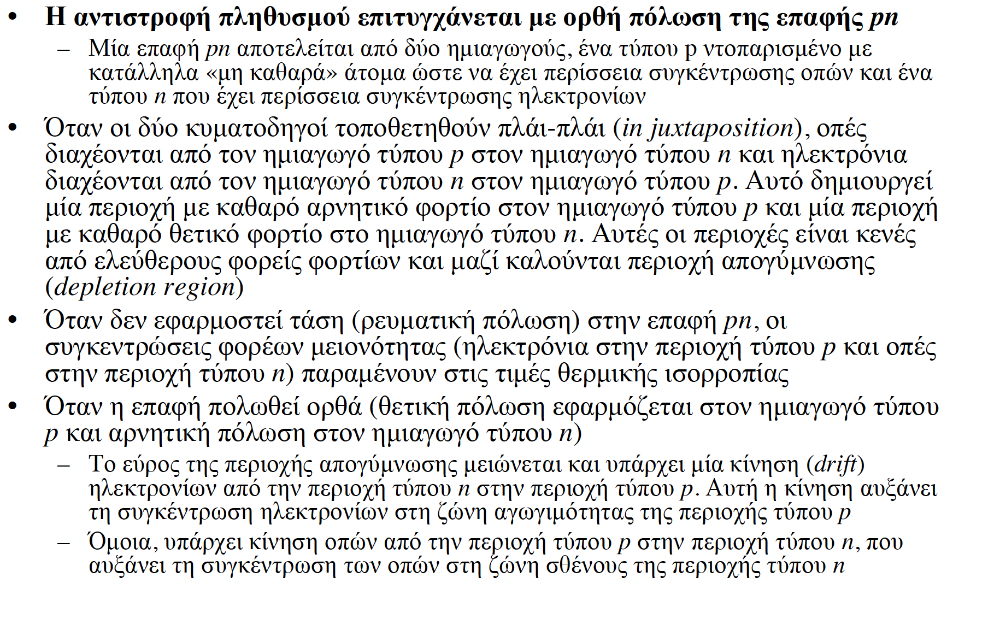 • Η αντιστροφή πληθυσμού επιτυγχάνεται με ορθή πόλωση της επαφής pn
– Μία επαφή pn αποτελείται από δύο ημιαγωγούς, ένα τύπου p ντοπαρισμένο με
κατάλληλα «μη καθαρά» άτομα ώστε να έχει περίσσεια συγκέντρωσης οπών και ένα
τύπου n που έχει περίσσεια συγκέντρωσης ηλεκτρονίων
• Όταν οι δύο κυματοδηγοί τοποθετηθούν πλάι-πλάι (in juxtaposition), οπές
διαχέονται από τον ημιαγωγό τύπου p στον ημιαγωγό τύπου n και ηλεκτρόνια
διαχέονται από τον ημιαγωγό τύπου n στον ημιαγωγό τύπου p. Αυτό δημιουργεί
μία περιοχή με καθαρό αρνητικό φορτίο στον ημιαγωγό τύπου p και μία περιοχή
με καθαρό θετικό φορτίο στο ημιαγωγό τύπου n. Αυτές οι περιοχές είναι κενές
από ελεύθερους φορείς φορτίων και μαζί καλούνται περιοχή απογύμνωσης
(depletion region)
• Όταν δεν εφαρμοστεί τάση (ρευματική πόλωση) στην επαφή pn, οι
συγκεντρώσεις φορέων μειονότητας (ηλεκτρόνια στην περιοχή τύπου p και οπές
στην περιοχή τύπου n) παραμένουν στις τιμές θερμικής ισορροπίας
• Όταν η επαφή πολωθεί ορθά (θετική πόλωση εφαρμόζεται στον ημιαγωγό τύπου
p και αρνητική πόλωση στον ημιαγωγό τύπου n)
– Το εύρος της περιοχής απογύμνωσης μειώνεται και υπάρχει μία κίνηση (drift)
ηλεκτρονίων από την περιοχή τύπου n στην περιοχή τύπου p. Αυτή η κίνηση αυξάνει
τη συγκέντρωση ηλεκτρονίων στη ζώνη αγωγιμότητας της περιοχής τύπου p
– Όμοια, υπάρχει κίνηση οπών από την περιοχή τύπου p στην περιοχή τύπου n, που
αυξάνει τη συγκέντρωση των οπών στη ζώνη σθένους της περιοχής τύπου n